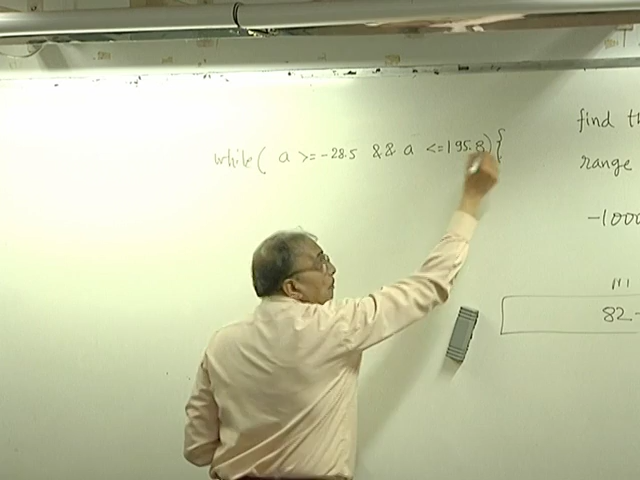 while( a >= -28.5 && a <= 195.8) {
find th
range
-1000
82-